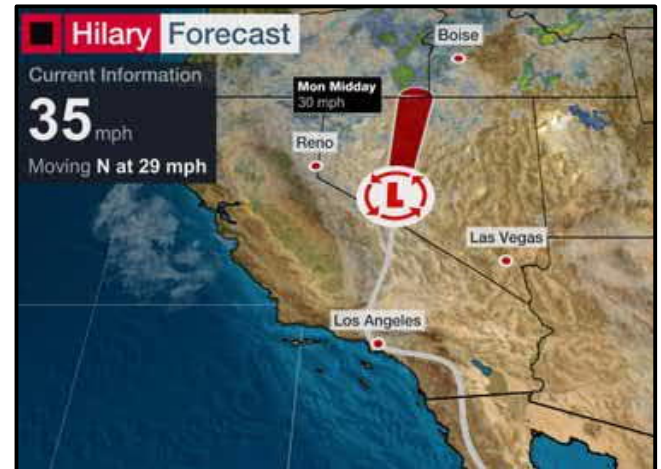 Hilary Forecast
Current Information
35 mph
Moving N at 29 mph
Boise
Mon Midday
30 mph
Reno
L
Las Vegas
Los Angeles